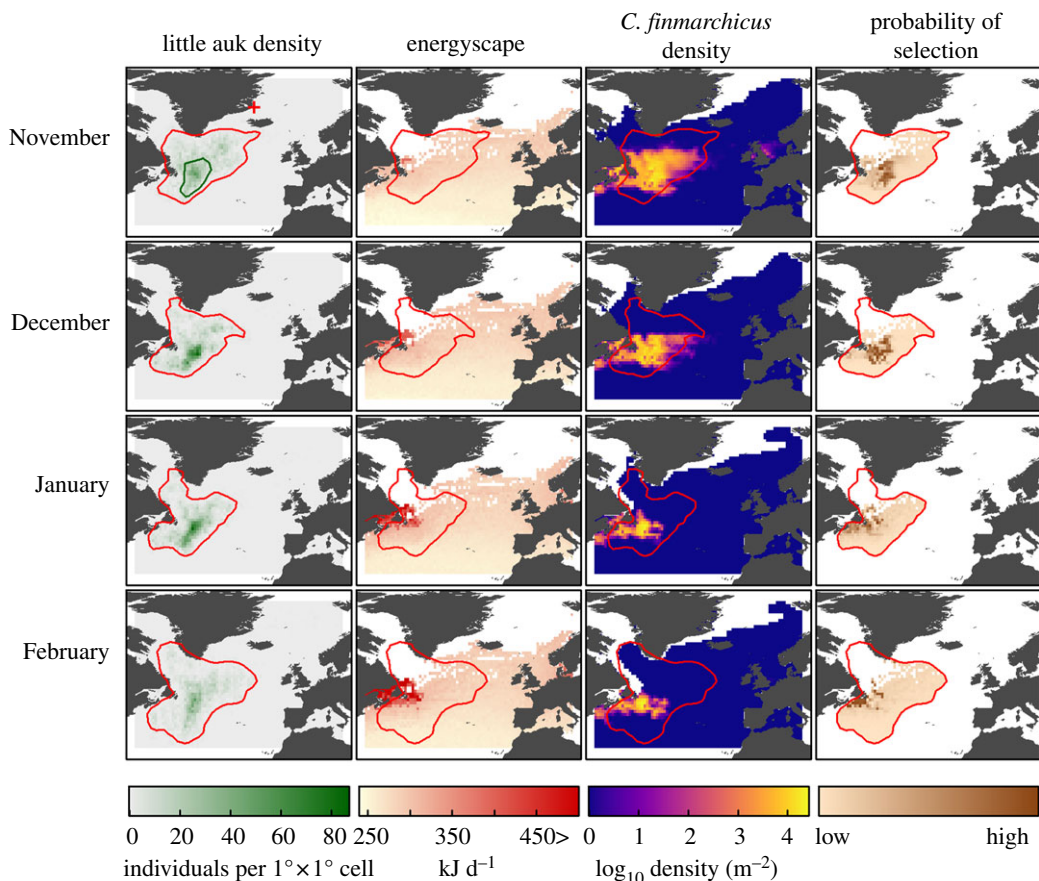 little auk density
energyscape
C. finmarchicus
density
probability of
selection
November
December
January
February
0 20 40 60 80
individuals per 1°×1° cell
250 350 450>
kJ d⁻¹
0 1 2 3 4
log₁₀ density (m⁻²)
low high